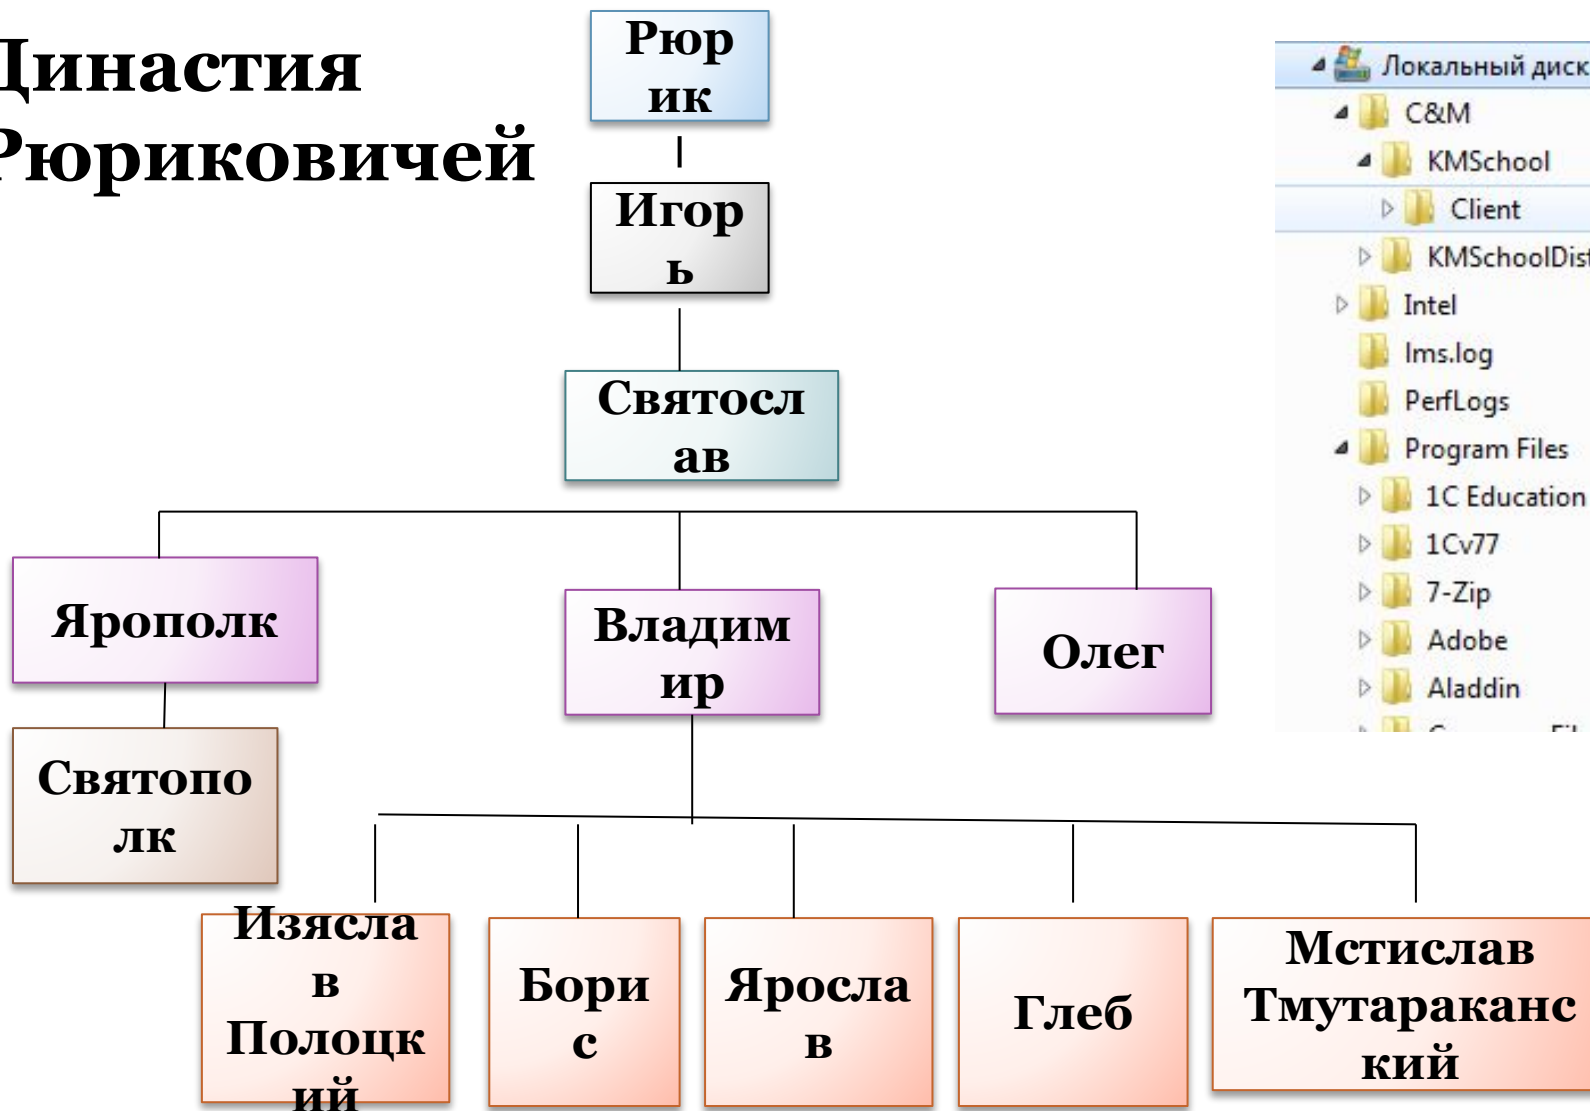 Династия
Рюриковичей
Рюр
ик
Игор
ь
Святосл
ав
Ярополк
Владим
ир
Олег
Святопо
лк
Изясла
в
Полоцк
ий
Бори
с
Яросла
в
Глеб
Мстислав
Тмутараканс
кий
Локальный диск
C&M
KMSchool
Client
KMSchoolDist
Intel
lms.log
PerfLogs
Program Files
1C Education
1Cv77
7-Zip
Adobe
Aladdin